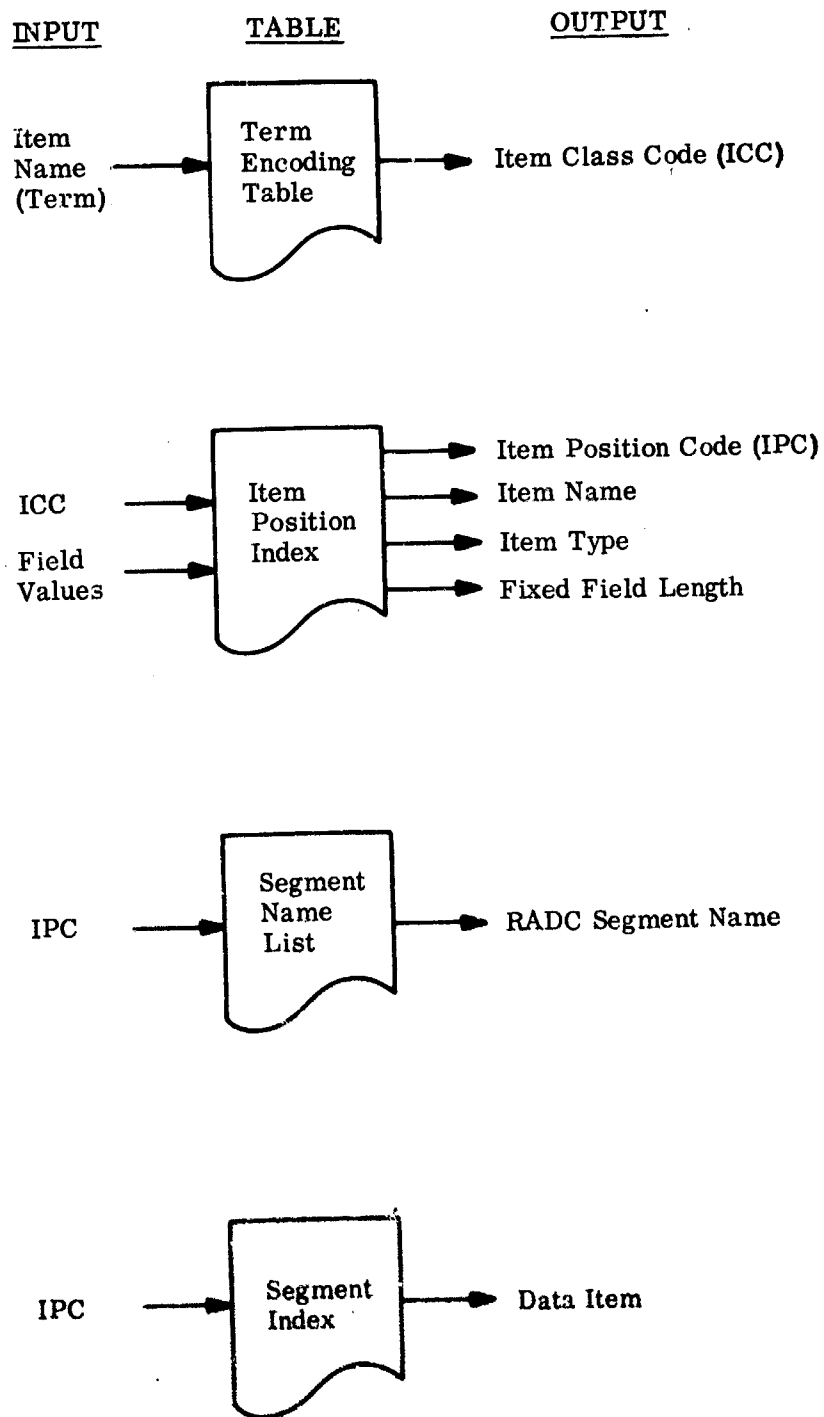 INPUT TABLE OUTPUT
Item
Name
(Term)
Term
Encoding
Table
Item Class Code (ICC)
ICC
Field
Values
Item
Position
Index
Item Position Code (IPC)
Item Name
Item Type
Fixed Field Length
IPC
Segment
Name
List
RADC Segment Name
IPC
Segment
Index
Data Item